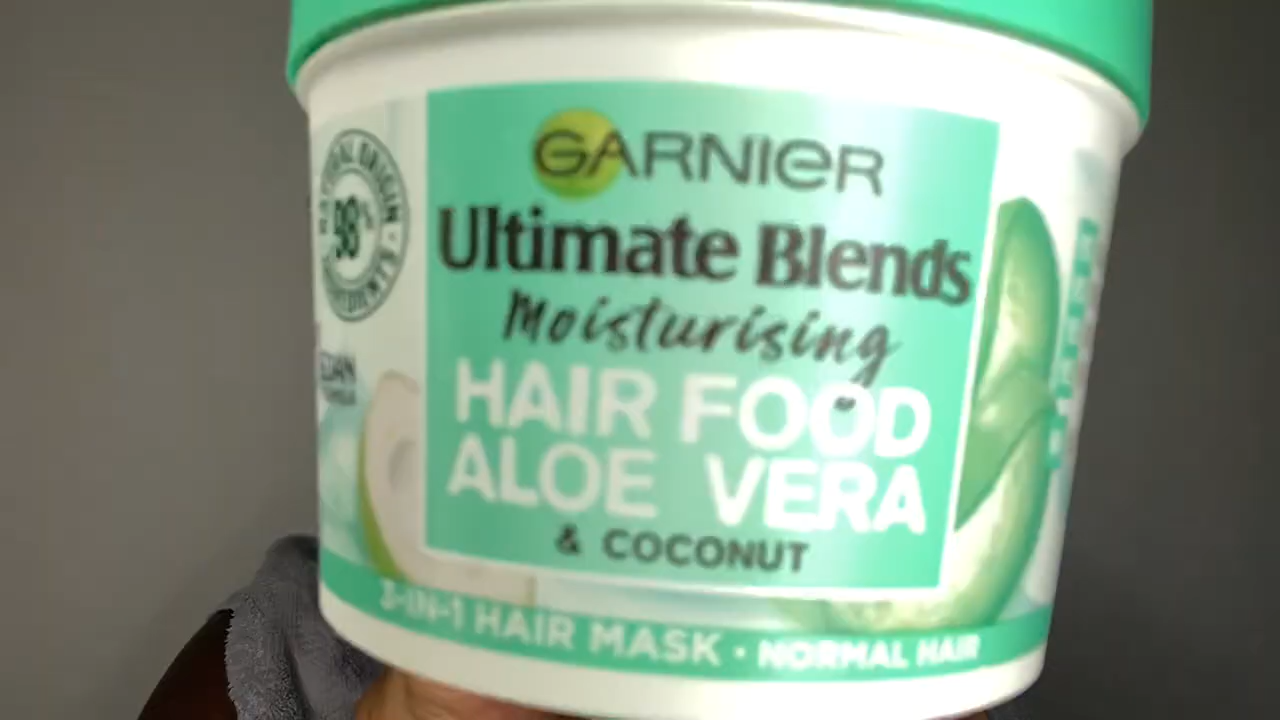 GARNIER
Ultimate Blends
Moisturising
HAIR FOOD
ALOE VERA
& COCONUT
3-IN-1 HAIR MASK · NORMAL HAIR
98%